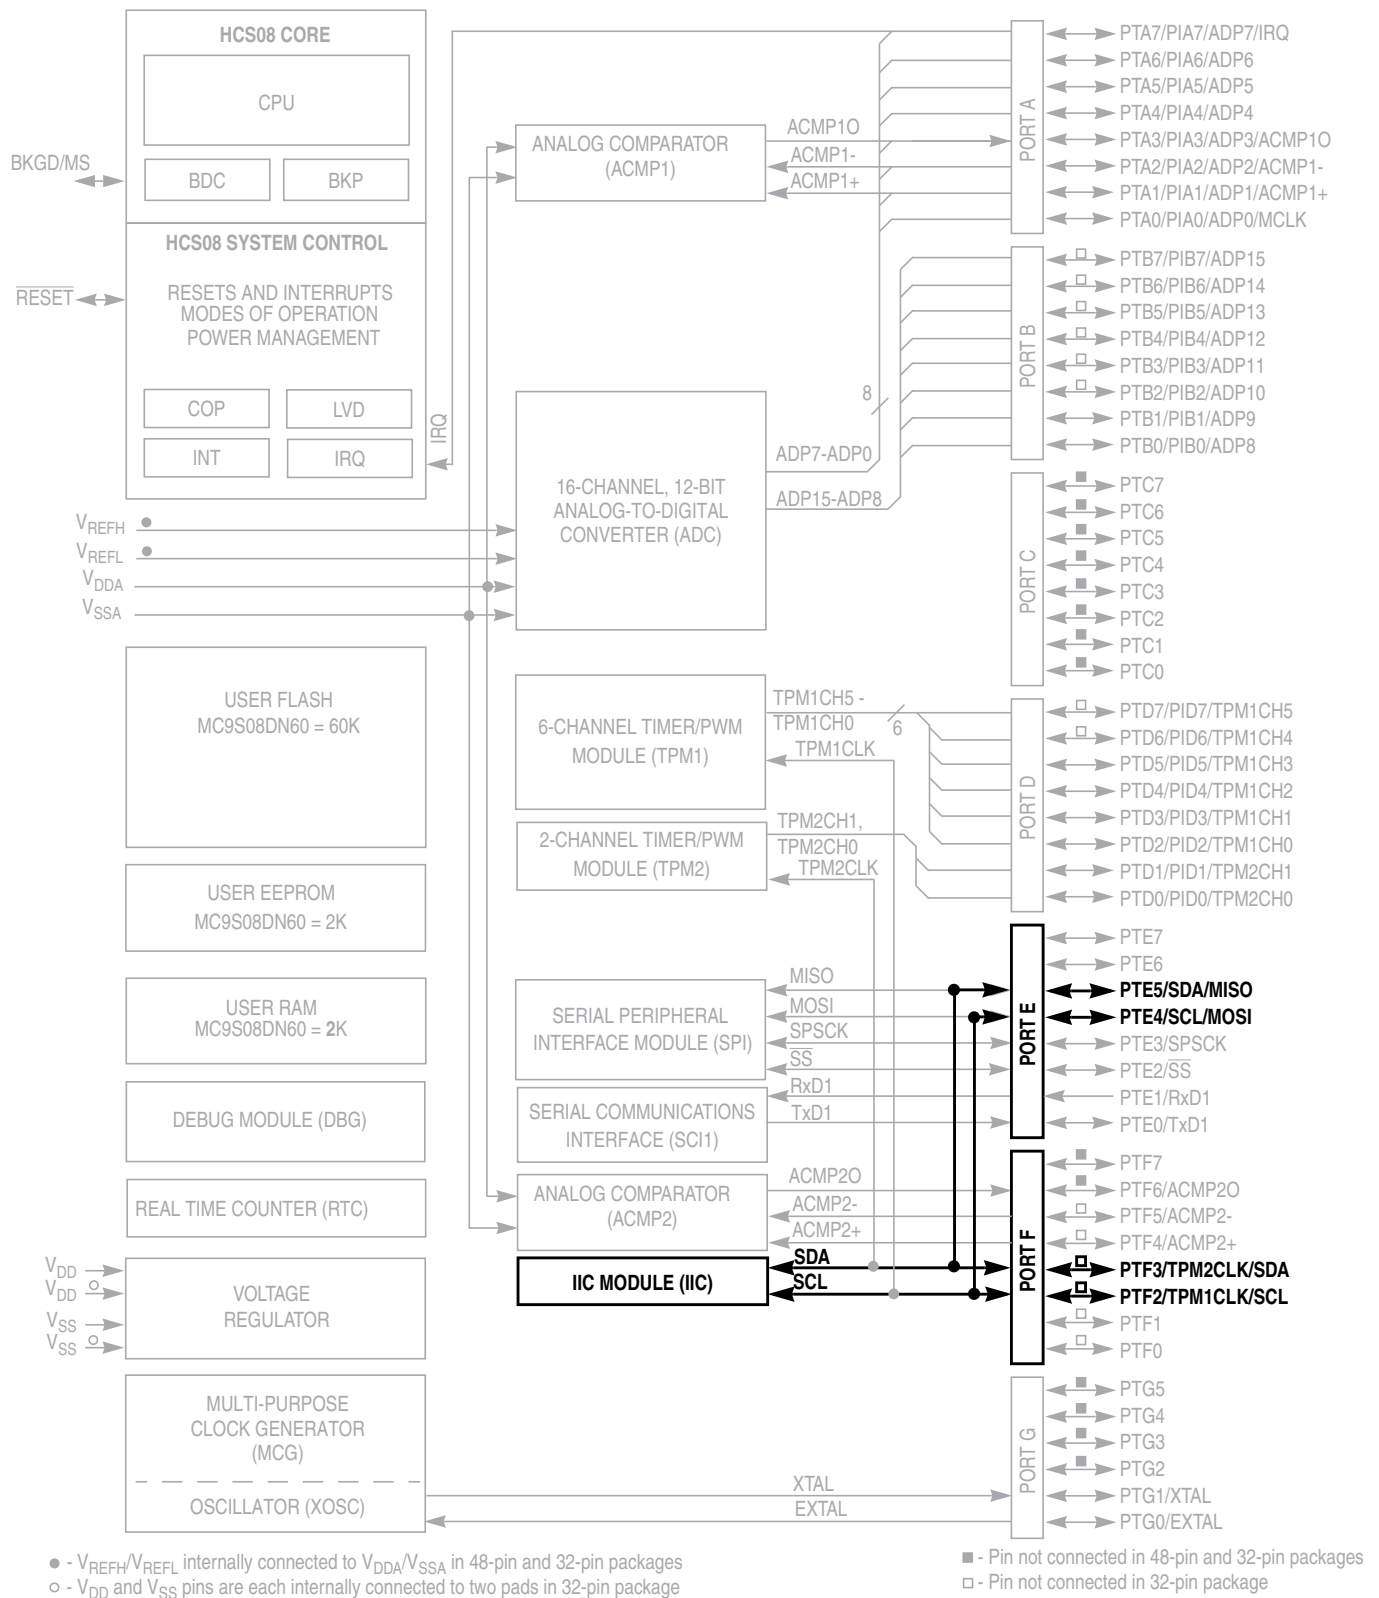 HCS08 CORE
CPU
BDC
BKP
BKGD/MS
HCS08 SYSTEM CONTROL
RESETS AND INTERRUPTS
MODES OF OPERATION
POWER MANAGEMENT
RESET
COP
LVD
INT
IRQ
IRQ
VREFH
VREFL
VDDA
VSSA
USER FLASH
MC9S08DN60 = 60K
USER EEPROM
MC9S08DN60 = 2K
USER RAM
MC9S08DN60 = 2K
DEBUG MODULE (DBG)
REAL TIME COUNTER (RTC)
VDD
VDD
VSS
VSS
VOLTAGE
REGULATOR
MULTI-PURPOSE
CLOCK GENERATOR
(MCG)
OSCILLATOR (XOSC)
ANALOG COMPARATOR
(ACMP1)
ACMP1O
ACMP1-
ACMP1+
16-CHANNEL, 12-BIT
ANALOG-TO-DIGITAL
CONVERTER (ADC)
8
ADP7-ADP0
ADP15-ADP8
6-CHANNEL TIMER/PWM
MODULE (TPM1)
TPM1CH5 -
TPM1CH0
6
TPM1CLK
2-CHANNEL TIMER/PWM
MODULE (TPM2)
TPM2CH1,
TPM2CH0
TPM2CLK
SERIAL PERIPHERAL
INTERFACE MODULE (SPI)
MISO
MOSI
SPSCK
SS
SERIAL COMMUNICATIONS
INTERFACE (SCI1)
RxD1
TxD1
ANALOG COMPARATOR
(ACMP2)
ACMP2O
ACMP2-
ACMP2+
IIC MODULE (IIC)
SDA
SCL
XTAL
EXTAL
PORT A
PTA7/PIA7/ADP7/IRQ
PTA6/PIA6/ADP6
PTA5/PIA5/ADP5
PTA4/PIA4/ADP4
PTA3/PIA3/ADP3/ACMP1O
PTA2/PIA2/ADP2/ACMP1-
PTA1/PIA1/ADP1/ACMP1+
PTA0/PIA0/ADP0/MCLK
PORT B
PTB7/PIB7/ADP15
PTB6/PIB6/ADP14
PTB5/PIB5/ADP13
PTB4/PIB4/ADP12
PTB3/PIB3/ADP11
PTB2/PIB2/ADP10
PTB1/PIB1/ADP9
PTB0/PIB0/ADP8
PORT C
PTC7
PTC6
PTC5
PTC4
PTC3
PTC2
PTC1
PTC0
PORT D
PTD7/PID7/TPM1CH5
PTD6/PID6/TPM1CH4
PTD5/PID5/TPM1CH3
PTD4/PID4/TPM1CH2
PTD3/PID3/TPM1CH1
PTD2/PID2/TPM1CH0
PTD1/PID1/TPM2CH1
PTD0/PID0/TPM2CH0
PORT E
PTE7
PTE6
PTE5/SDA/MISO
PTE4/SCL/MOSI
PTE3/SPSCK
PTE2/SS
PTE1/RxD1
PTE0/TxD1
PORT F
PTF7
PTF6/ACMP2O
PTF5/ACMP2-
PTF4/ACMP2+
PTF3/TPM2CLK/SDA
PTF2/TPM1CLK/SCL
PTF1
PTF0
PORT G
PTG5
PTG4
PTG3
PTG2
PTG1/XTAL
PTG0/EXTAL
● - VREFH/VREFL internally connected to VDDA/VSSA in 48-pin and 32-pin packages
○ - VDD and VSS pins are each internally connected to two pads in 32-pin package
■ - Pin not connected in 48-pin and 32-pin packages
□ - Pin not connected in 32-pin package